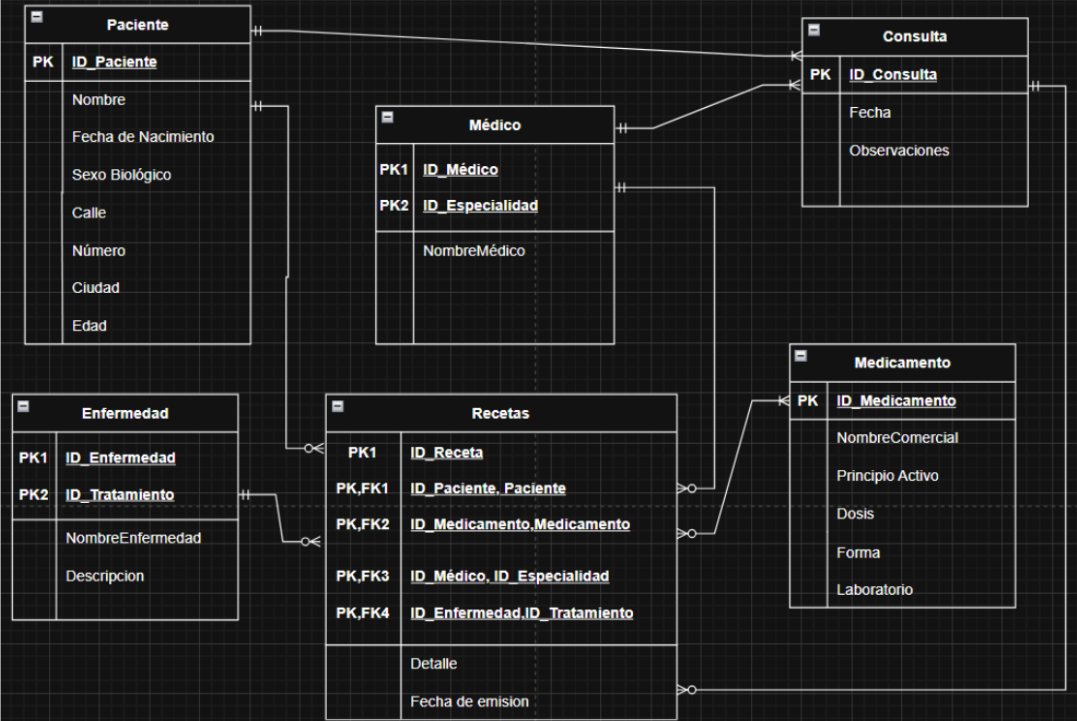 Paciente
PK ID_Paciente
Nombre
Fecha de Nacimiento
Sexo Biológico
Calle
Número
Ciudad
Edad
Médico
PK1 ID_Médico
PK2 ID_Especialidad
NombreMédico
Consulta
PK ID_Consulta
Fecha
Observaciones
Enfermedad
PK1 ID_Enfermedad
PK2 ID_Tratamiento
NombreEnfermedad
Descripcion
Recetas
PK1 ID_Receta
PK,FK1 ID_Paciente, Paciente
PK,FK2 ID_Medicamento,Medicamento
PK,FK3 ID_Médico, ID_Especialidad
PK,FK4 ID_Enfermedad,ID_Tratamiento
Detalle
Fecha de emision
Medicamento
PK ID_Medicamento
NombreComercial
Principio Activo
Dosis
Forma
Laboratorio